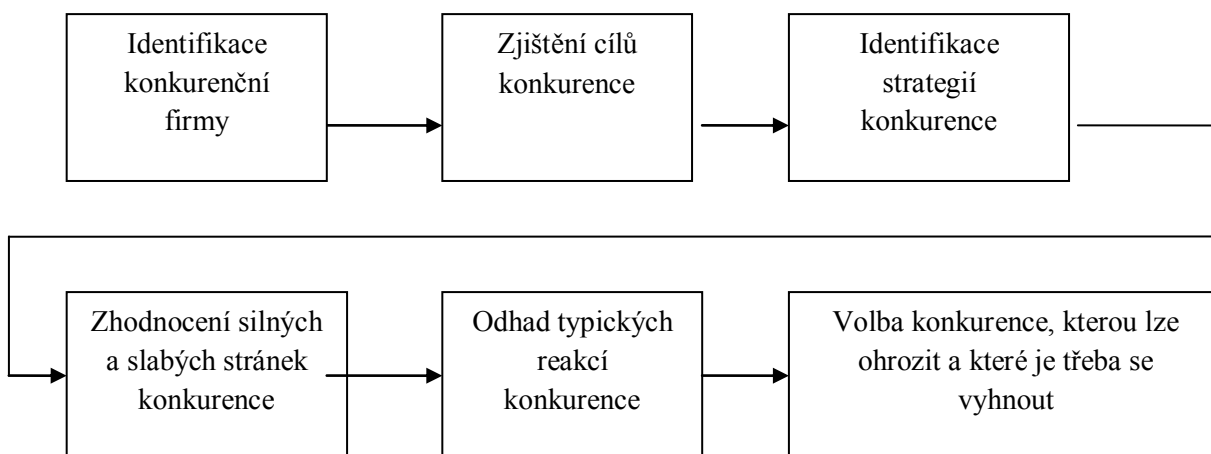 Identifikace
konkurenční
firmy
Zjištění cílů
konkurence
Identifikace
strategií
konkurence
Zhodnocení silných
a slabých stránek
konkurence
Odhad typických
reakcí
konkurence
Volba konkurence, kterou lze
ohrozit a které je třeba se
vyhnout